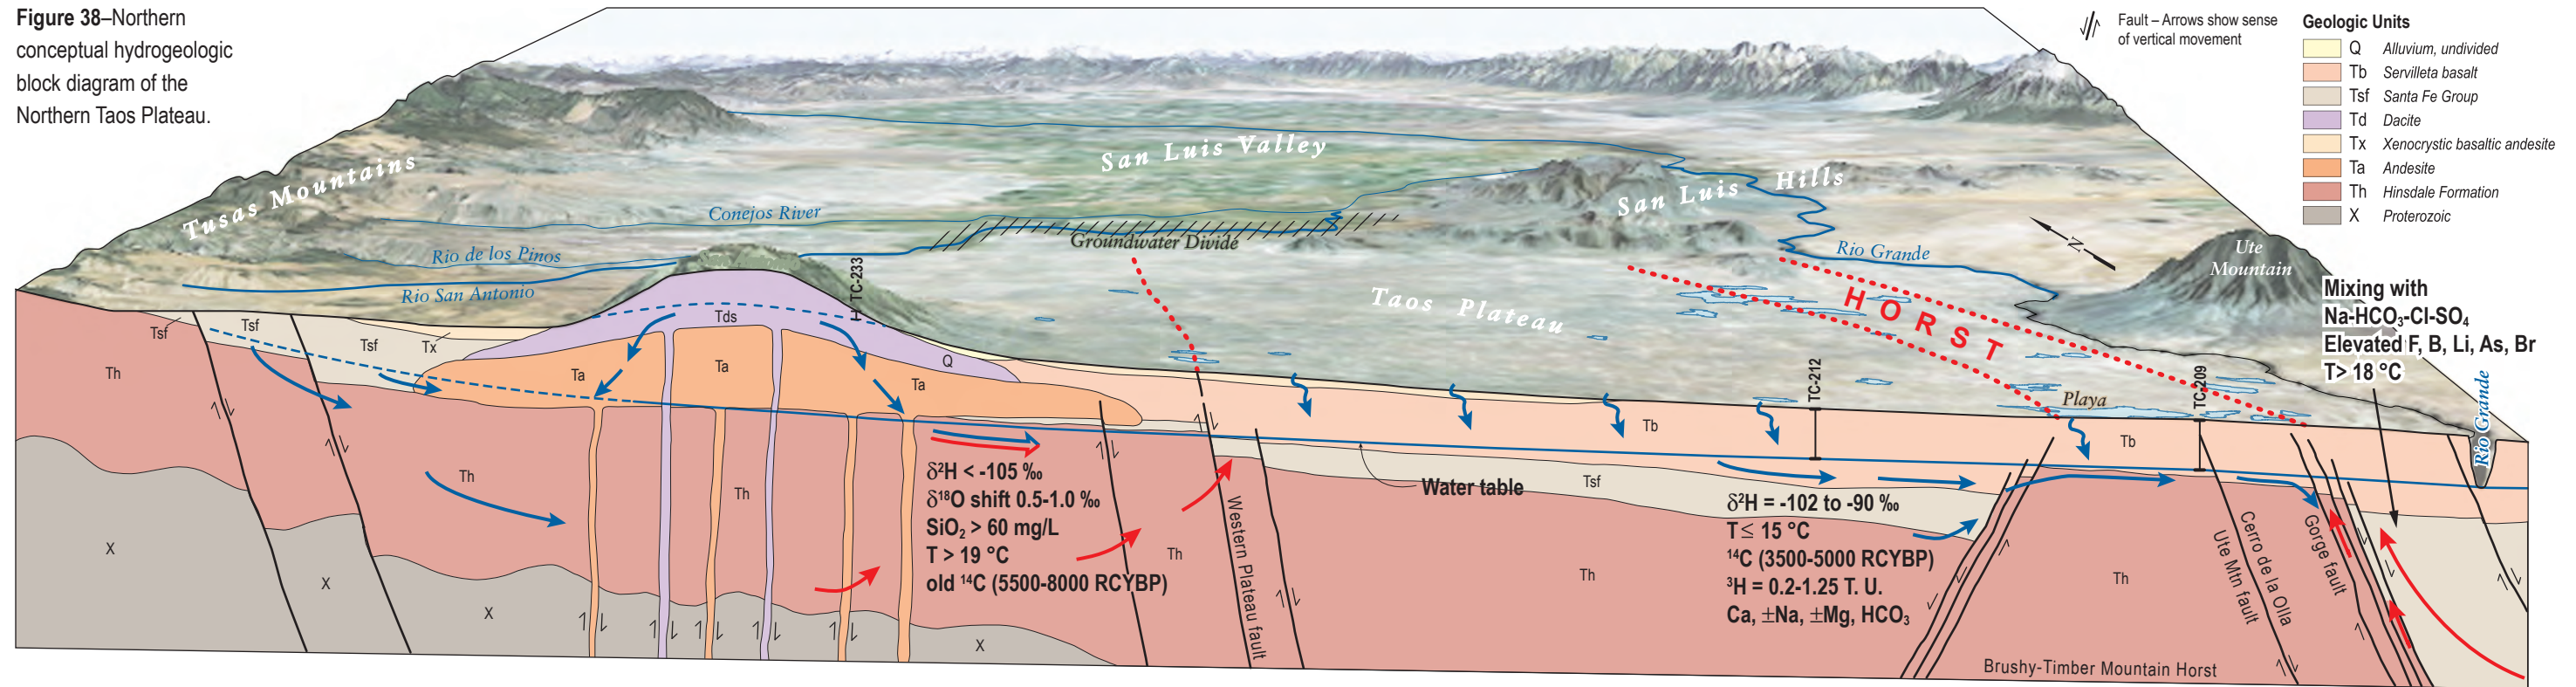 Figure 38–Northern
conceptual hydrogeologic
block diagram of the
Northern Taos Plateau.
Fault – Arrows show sense
of vertical movement
Geologic Units
Q Alluvium, undivided
Tb Servilleta basalt
Tsf Santa Fe Group
Td Dacite
Tx Xenocrystic basaltic andesite
Ta Andesite
Th Hinsdale Formation
X Proterozoic
Tusas Mountains
San Luis Valley
San Luis Hills
Conejos River
Groundwater Divide
Rio de los Pinos
Rio San Antonio
TC-233
Taos Plateau
Rio Grande
N
Ute
Mountain
HORST
Mixing with
Na-HCO₃-Cl-SO₄
Elevated F, B, Li, As, Br
T> 18 °C
TC-212
TC-209
Playa
Rio Grande
Tsf
Tsf
Tsf
Tx
Tds
Q
Th
Ta
Ta
Ta
Tb
Tb
Th
Th
Tsf
Water table
δ²H < -105 ‰
δ¹⁸O shift 0.5-1.0 ‰
SiO₂ > 60 mg/L
T > 19 °C
old ¹⁴C (5500-8000 RCYBP)
δ²H = -102 to -90 ‰
T ≤ 15 °C
¹⁴C (3500-5000 RCYBP)
³H = 0.2-1.25 T. U.
Ca, ±Na, ±Mg, HCO₃
Western Plateau fault
Th
Th
Th
Ute Mtn fault
Cerro de la Olla
Gorge fault
X
X
X
X
Brushy-Timber Mountain Horst